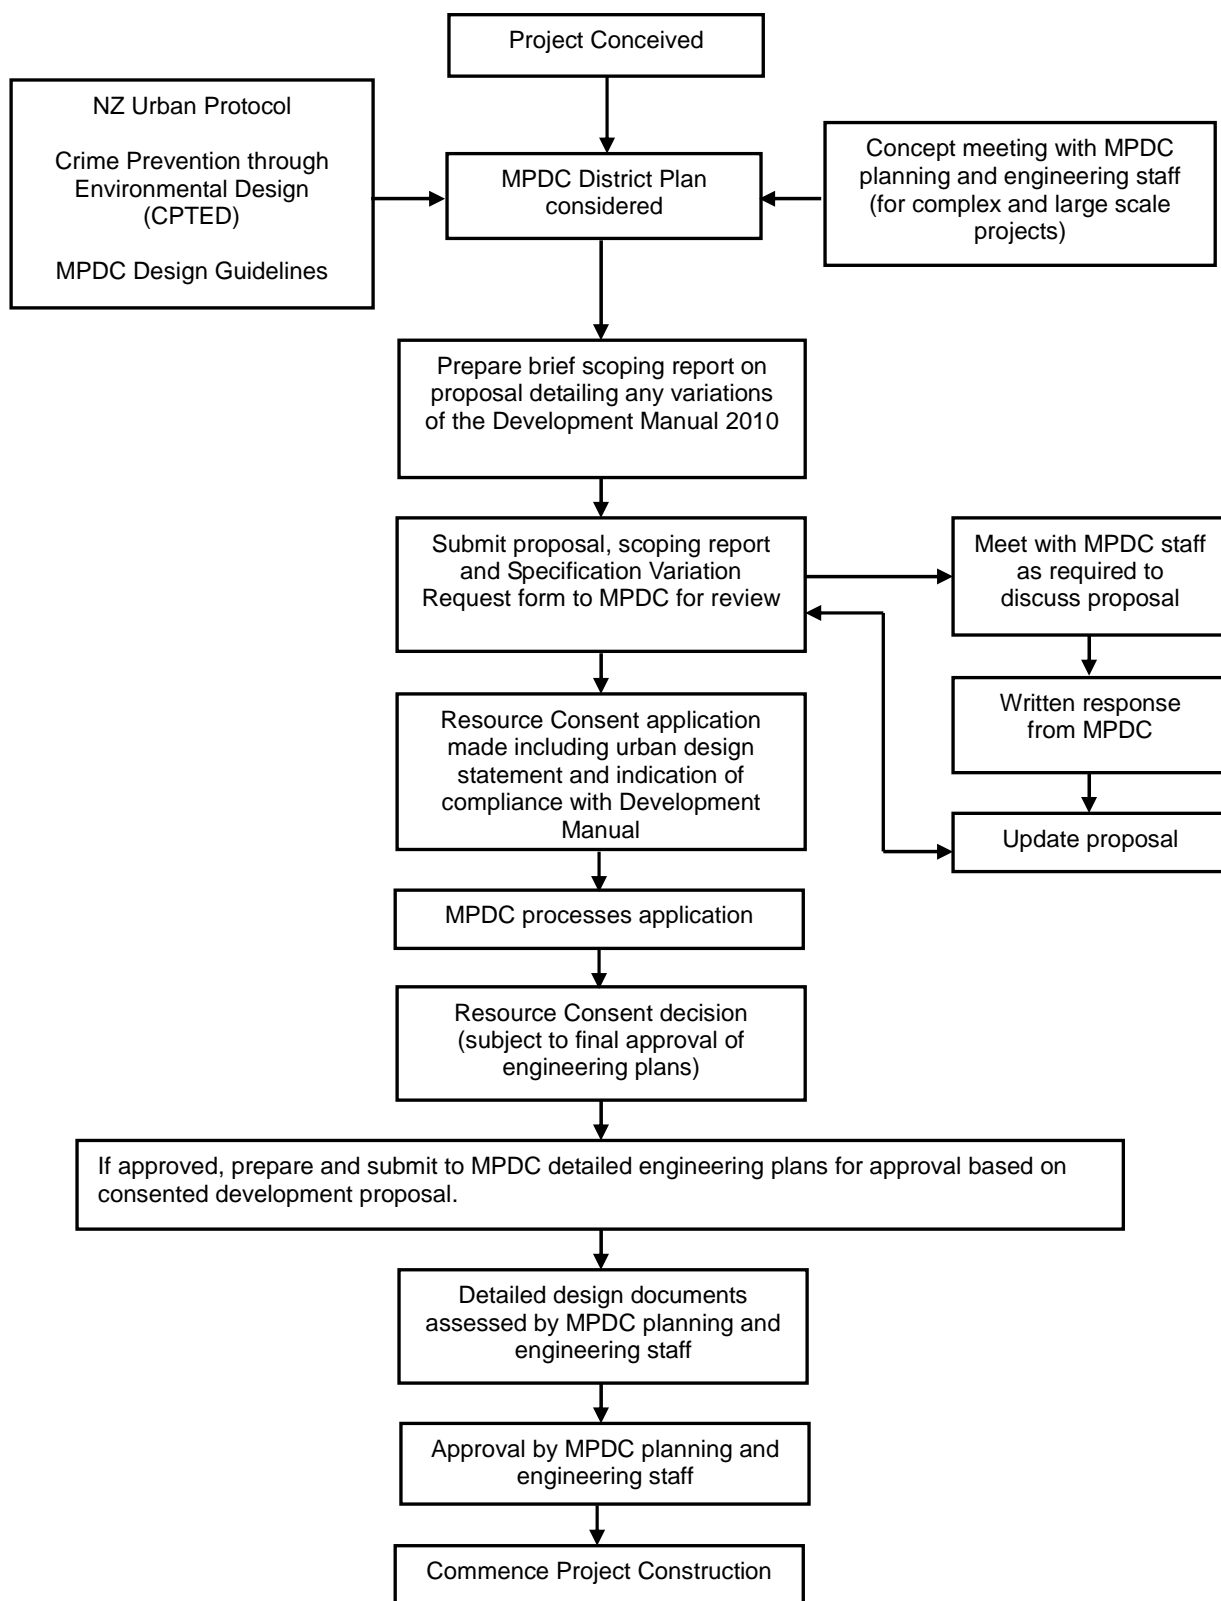 Project Conceived
NZ Urban Protocol
Crime Prevention through
Environmental Design
(CPTED)
MPDC Design Guidelines
MPDC District Plan
considered
Concept meeting with MPDC
planning and engineering staff
(for complex and large scale
projects)
Prepare brief scoping report on
proposal detailing any variations
of the Development Manual 2010
Submit proposal, scoping report
and Specification Variation
Request form to MPDC for review
Meet with MPDC staff
as required to
discuss proposal
Written response
from MPDC
Update proposal
Resource Consent application
made including urban design
statement and indication of
compliance with Development
Manual
MPDC processes application
Resource Consent decision
(subject to final approval of
engineering plans)
If approved, prepare and submit to MPDC detailed engineering plans for approval based on
consented development proposal.
Detailed design documents
assessed by MPDC planning and
engineering staff
Approval by MPDC planning and
engineering staff
Commence Project Construction